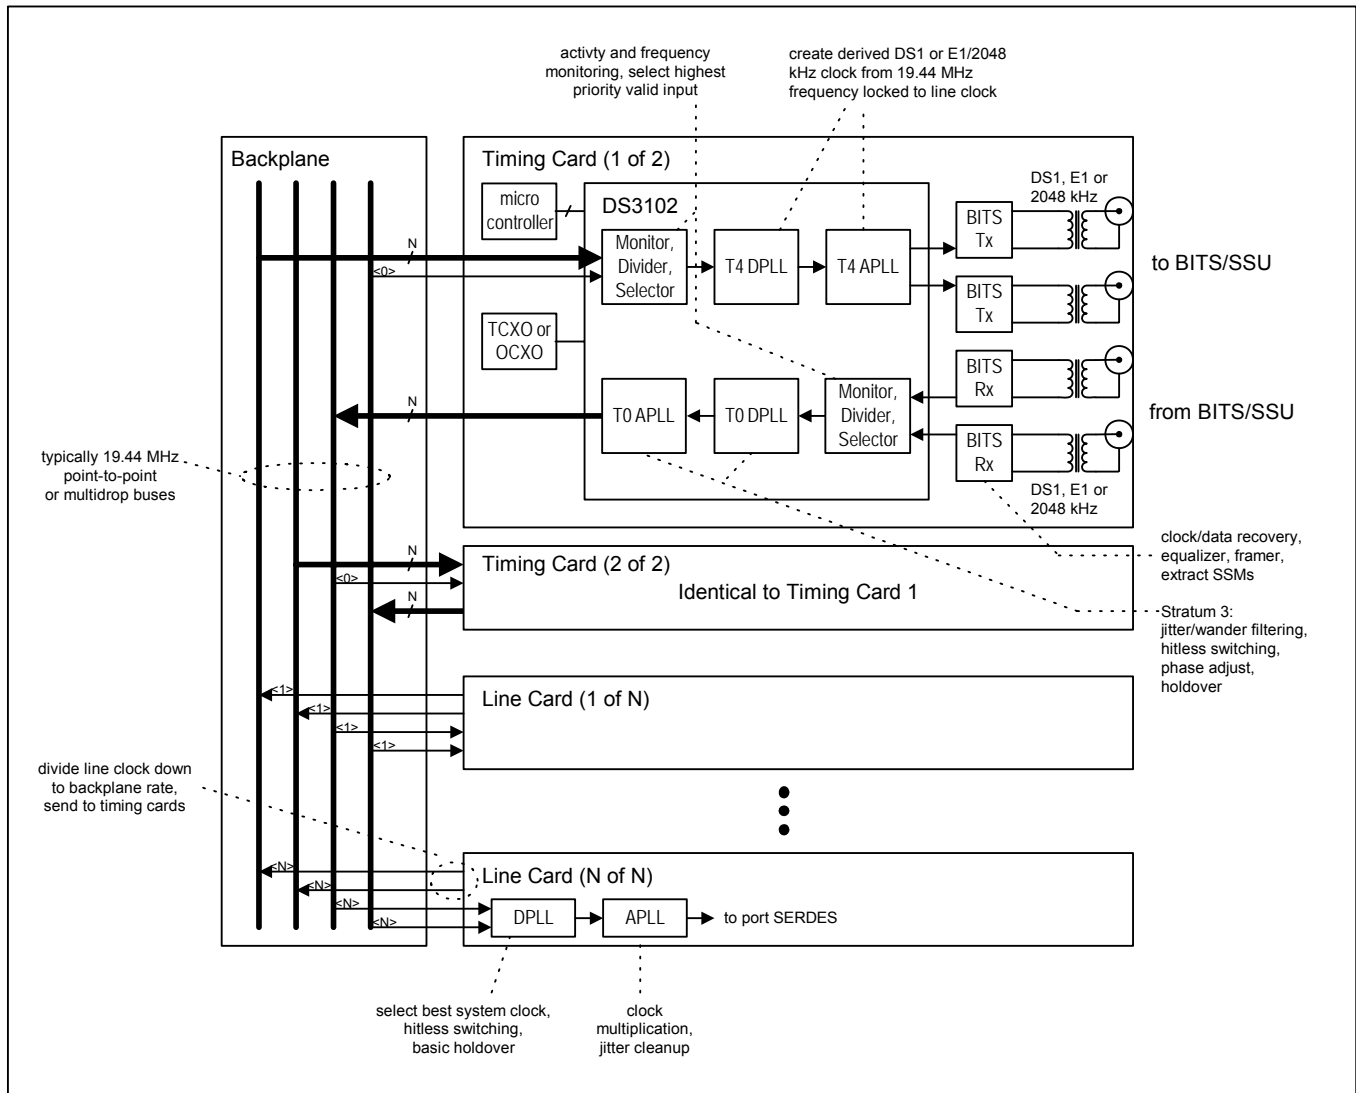 activty and frequency
monitoring, select highest
priority valid input
create derived DS1 or E1/2048
kHz clock from 19.44 MHz
frequency locked to line clock
Backplane
Timing Card (1 of 2)
micro
controller
DS3102
DS1, E1 or
2048 kHz
N
<0>
Monitor,
Divider,
Selector
T4 DPLL
T4 APLL
BITS
Tx
BITS
Tx
to BITS/SSU
TCXO or
OCXO
N
T0 APLL
T0 DPLL
Monitor,
Divider,
Selector
BITS
Rx
BITS
Rx
from BITS/SSU
DS1, E1 or
2048 kHz
typically 19.44 MHz
point-to-point
or multidrop buses
clock/data recovery,
equalizer, framer,
extract SSMs
N
<0>
N
Timing Card (2 of 2)
Identical to Timing Card 1
Stratum 3:
jitter/wander filtering,
hitless switching,
phase adjust,
holdover
<1>
<1>
<1>
<1>
Line Card (1 of N)
divide line clock down
to backplane rate,
send to timing cards
<N>
<N>
<N>
<N>
Line Card (N of N)
DPLL
APLL
to port SERDES
select best system clock,
hitless switching,
basic holdover
clock
multiplication,
jitter cleanup